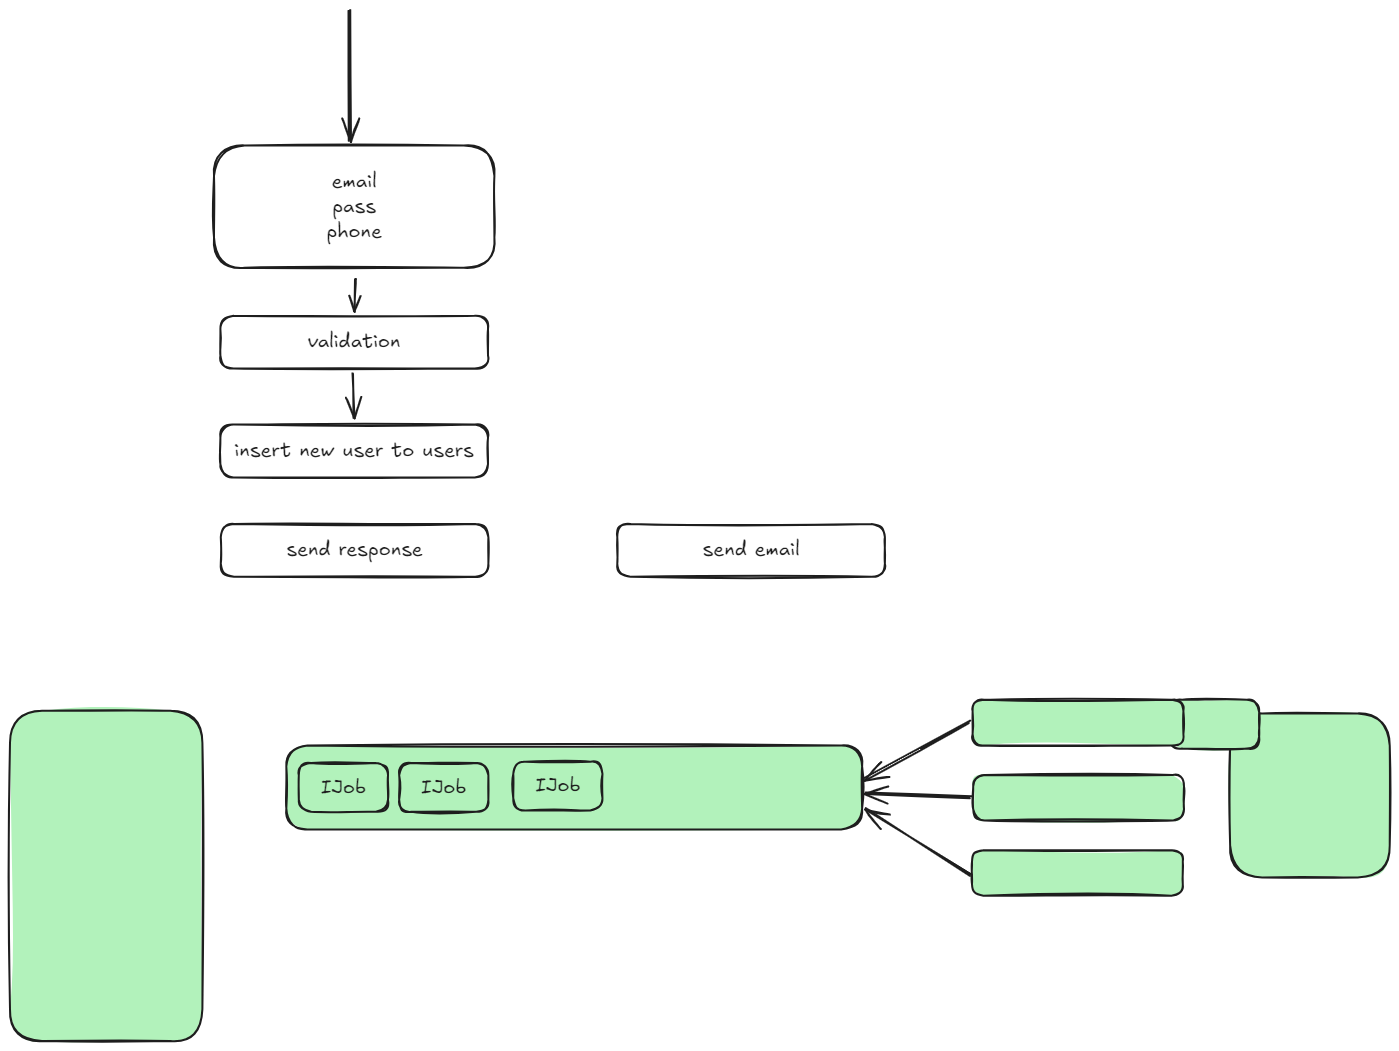 email
pass
phone
validation
insert new user to users
send response
send email
IJob
IJob
IJob